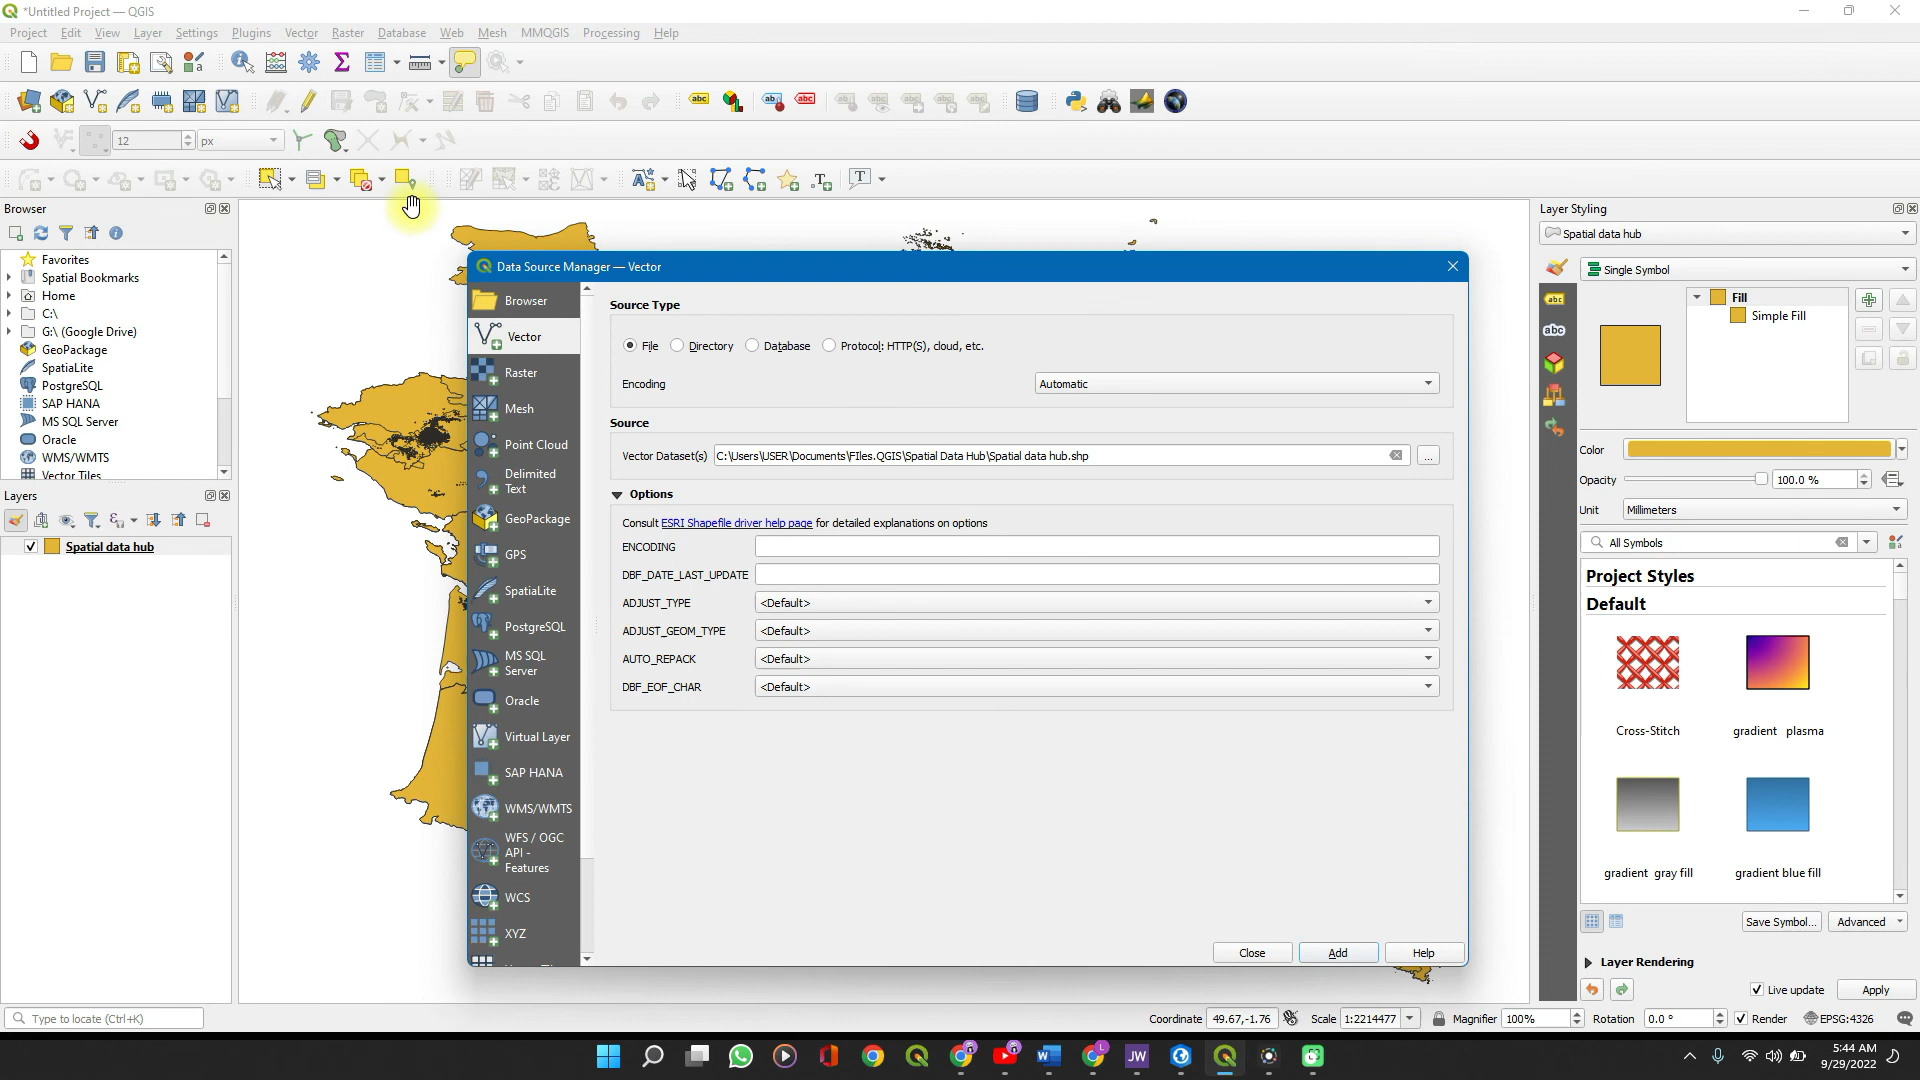 *Untitled Project — QGIS
Project Edit View Layer Settings Plugins Vector Raster Database Web Mesh MMQGIS Processing Help
abc abc abc
12 px
T T
Browser
Favorites
Spatial Bookmarks
Home
C:\
G:\ (Google Drive)
GeoPackage
SpatiaLite
PostgreSQL
SAP HANA
MS SQL Server
Oracle
WMS/WMTS
Vector Tiles
Layers
Spatial data hub
Data Source Manager — Vector
Browser
Vector
Raster
Mesh
Point Cloud
Delimited
Text
GeoPackage
GPS
SpatiaLite
PostgreSQL
MS SQL
Server
Oracle
Virtual Layer
SAP HANA
WMS/WMTS
WFS / OGC
API -
Features
WCS
XYZ
Source Type
File Directory Database Protocol: HTTP(S), cloud, etc.
Encoding Automatic
Source
Vector Dataset(s) C:\Users\USER\Documents\FIles.QGIS\Spatial Data Hub\Spatial data hub.shp ...
Options
Consult ESRI Shapefile driver help page for detailed explanations on options
ENCODING
DBF_DATE_LAST_UPDATE
ADJUST_TYPE <Default>
ADJUST_GEOM_TYPE <Default>
AUTO_REPACK <Default>
DBF_EOF_CHAR <Default>
Close Add Help
Layer Styling
Spatial data hub
Single Symbol
abc
abc
Fill
Simple Fill
Color
Opacity 100.0 %
Unit Millimeters
All Symbols
Project Styles
Default
Cross-Stitch gradient plasma
gradient gray fill gradient blue fill
Save Symbol... Advanced
Layer Rendering
Live update Apply
Type to locate (Ctrl+K) Coordinate 49.67,-1.76 Scale 1:2214477 Magnifier 100% Rotation 0.0 ° Render EPSG:4326
JW
5:44 AM
9/29/2022